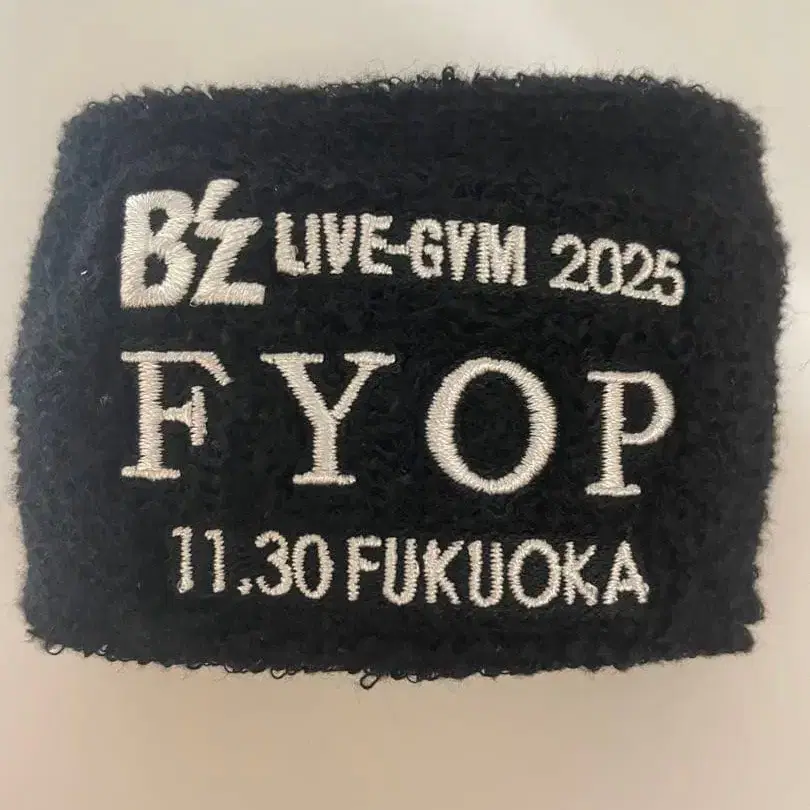 B'z LIVE-GYM 2025
FYOP
11.30 FUKUOKA